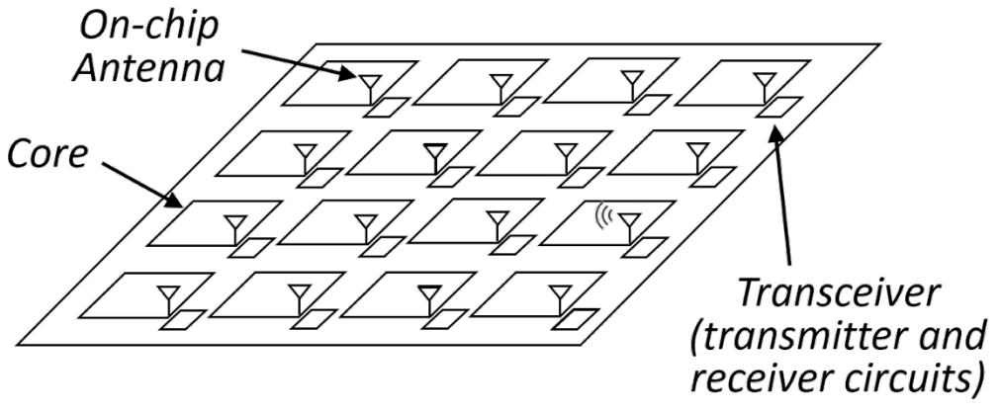 On-chip
Antenna
Core
Transceiver
(transmitter and
receiver circuits)